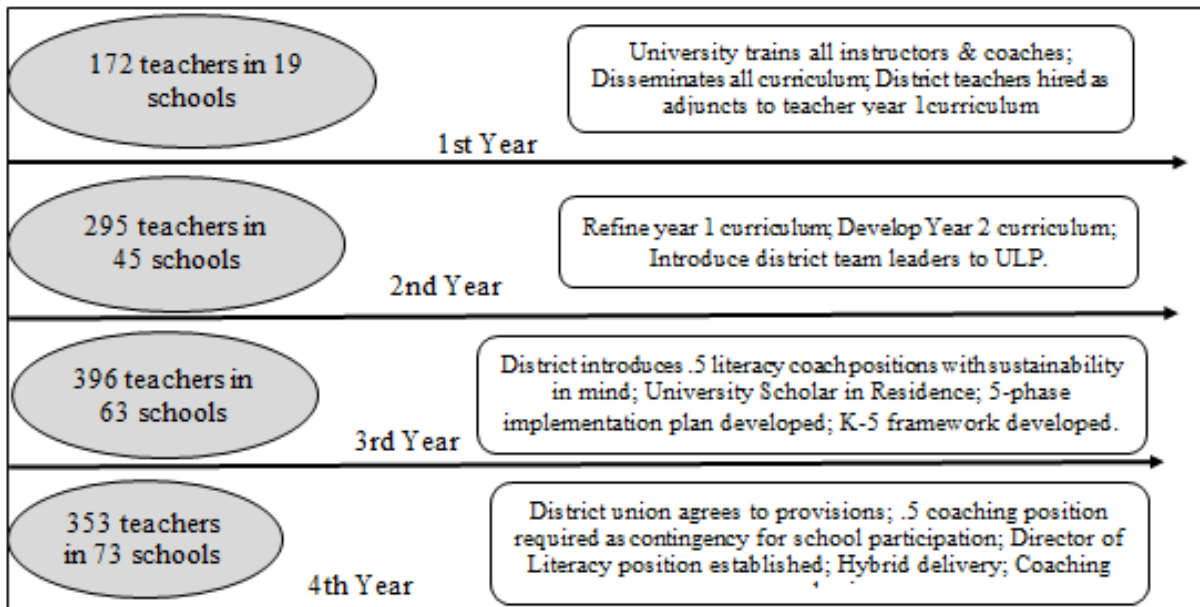 172 teachers in 19
schools
University trains all instructors & coaches;
Disseminates all curriculum; District teachers hired as
adjuncts to teacher year 1curriculum
1st Year
295 teachers in
45 schools
Refine year 1 curriculum; Develop Year 2 curriculum;
Introduce district team leaders to ULP.
2nd Year
396 teachers in
63 schools
District introduces .5 literacy coach positions with sustainability
in mind; University Scholar in Residence; 5-phase
implementation plan developed; K-5 framework developed.
3rd Year
353 teachers
in 73 schools
District union agrees to provisions; .5 coaching position
required as contingency for school participation; Director of
Literacy position established; Hybrid delivery; Coaching
4th Year